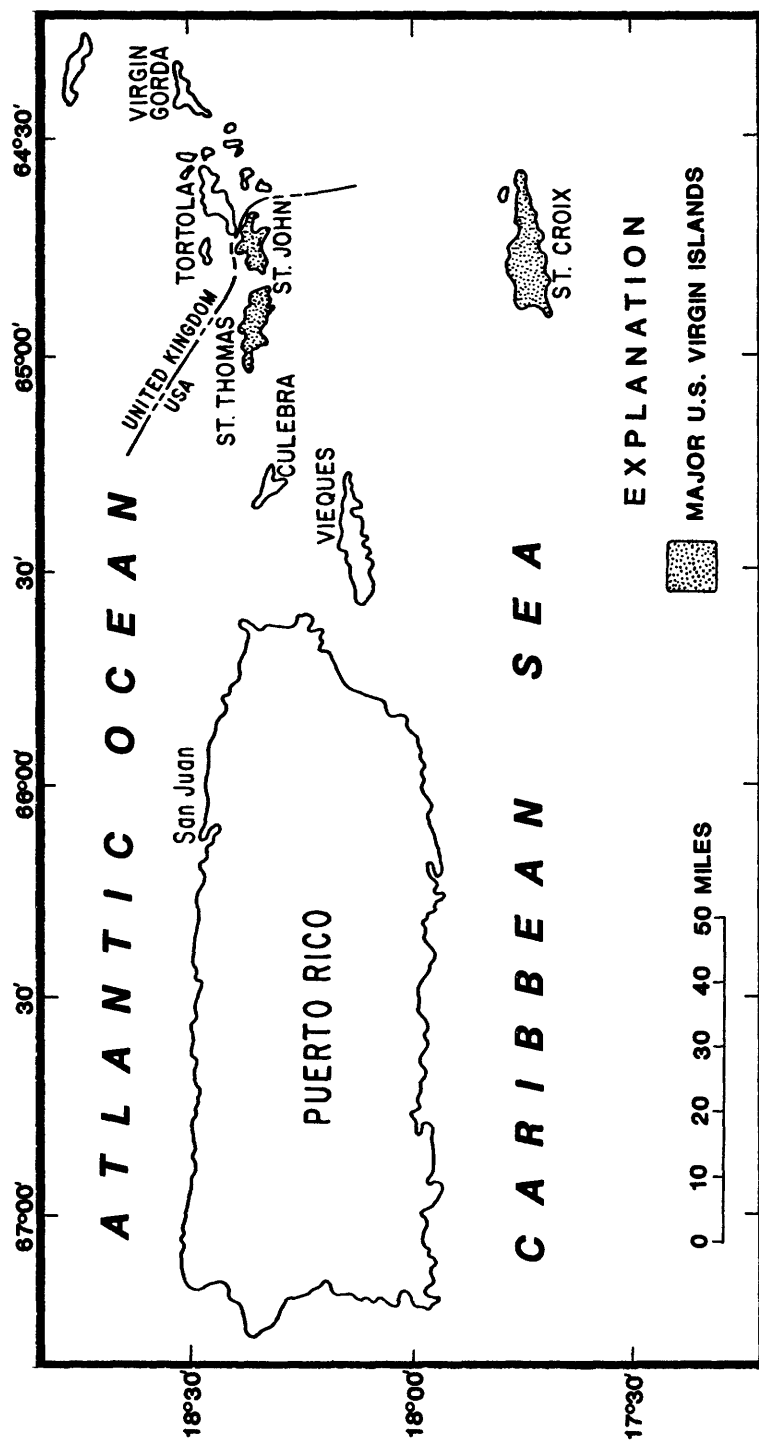 67°00'
30'
66°00'
30'
65°00'
64°30'
18°30'
18°00'
17°30'
ATLANTIC OCEAN
UNITED KINGDOM
USA
TORTOLA
VIRGIN
GORDA
ST. THOMAS
ST. JOHN
San Juan
CULEBRA
VIEQUES
PUERTO RICO
CARIBBEAN SEA
ST. CROIX
EXPLANATION
MAJOR U.S. VIRGIN ISLANDS
0 10 20 30 40 50 MILES